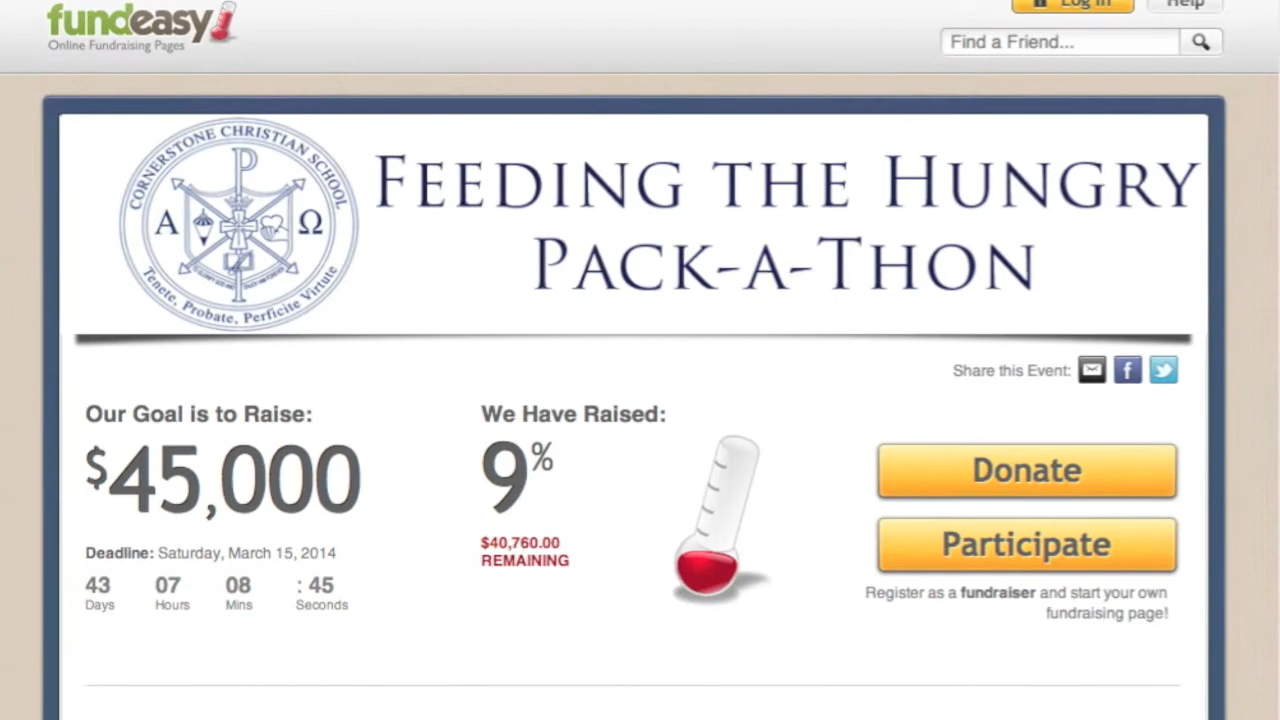 fundeasy
Online Fundraising Pages
Log In
Help
Find a Friend...
CORNERSTONE CHRISTIAN SCHOOL
P
Α Ω
Tenete, Probate, Perficite Virtute
FEEDING THE HUNGRY
PACK-A-THON
Share this Event:
Our Goal is to Raise:
$45,000
We Have Raised:
9%
$40,760.00
REMAINING
Donate
Participate
Deadline: Saturday, March 15, 2014
43 07 08 : 45
Days Hours Mins Seconds
Register as a fundraiser and start your own
fundraising page!